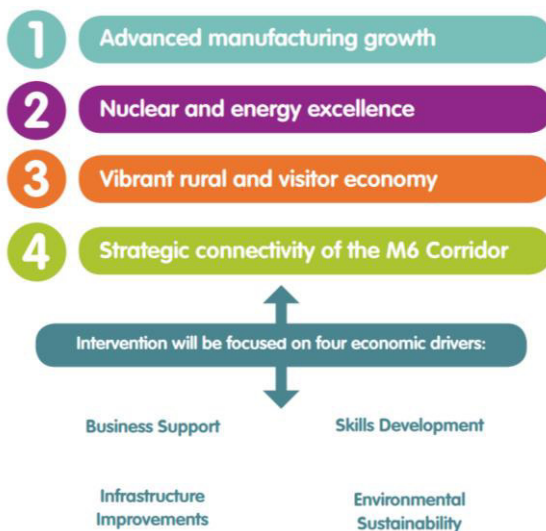 1 Advanced manufacturing growth
2 Nuclear and energy excellence
3 Vibrant rural and visitor economy
4 Strategic connectivity of the M6 Corridor
Intervention will be focused on four economic drivers:
Business Support
Skills Development
Infrastructure
Improvements
Environmental
Sustainability